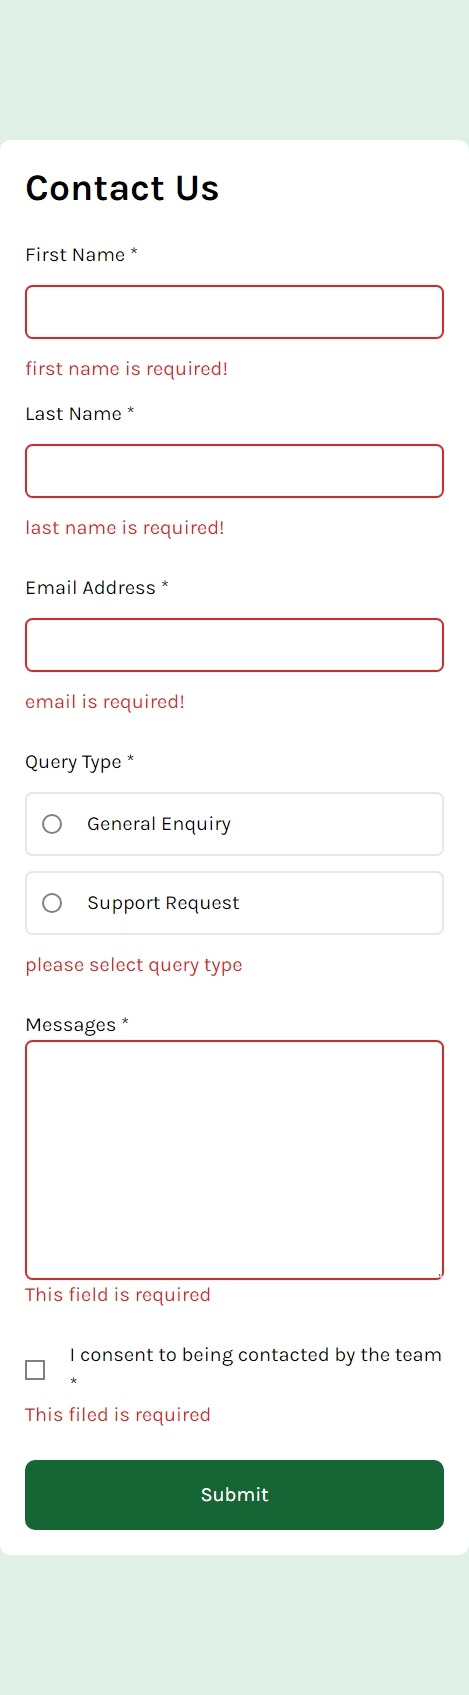 Contact Us
First Name *
first name is required!
Last Name *
last name is required!
Email Address *
email is required!
Query Type *
General Enquiry
Support Request
please select query type
Messages *
This field is required
I consent to being contacted by the team
*
This filed is required
Submit